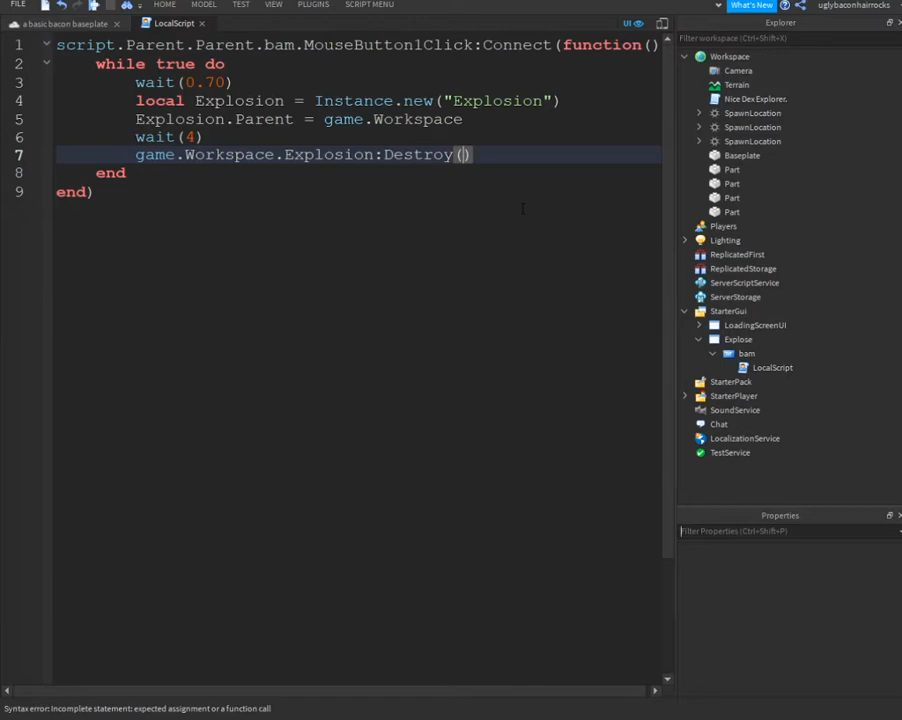 FILE HOME MODEL TEST VIEW PLUGINS SCRIPT MENU What's New uglybaconhairrocks
a basic bacon baseplate LocalScript UI Explorer
Filter workspace (Ctrl+Shift+X)
1 script.Parent.Parent.bam.MouseButton1Click:Connect(function()
2 while true do
3 wait(0.70)
4 local Explosion = Instance.new("Explosion")
5 Explosion.Parent = game.Workspace
6 wait(4)
7 game.Workspace.Explosion:Destroy()
8 end
9 end)
Workspace
Camera
Terrain
Nice Dex Explorer.
SpawnLocation
SpawnLocation
SpawnLocation
Baseplate
Part
Part
Part
Part
Players
Lighting
ReplicatedFirst
ReplicatedStorage
ServerScriptService
ServerStorage
StarterGui
LoadingScreenUI
Explose
bam
LocalScript
StarterPack
StarterPlayer
SoundService
Chat
LocalizationService
TestService
Properties
Filter Properties (Ctrl+Shift+P)
Syntax error: Incomplete statement: expected assignment or a function call